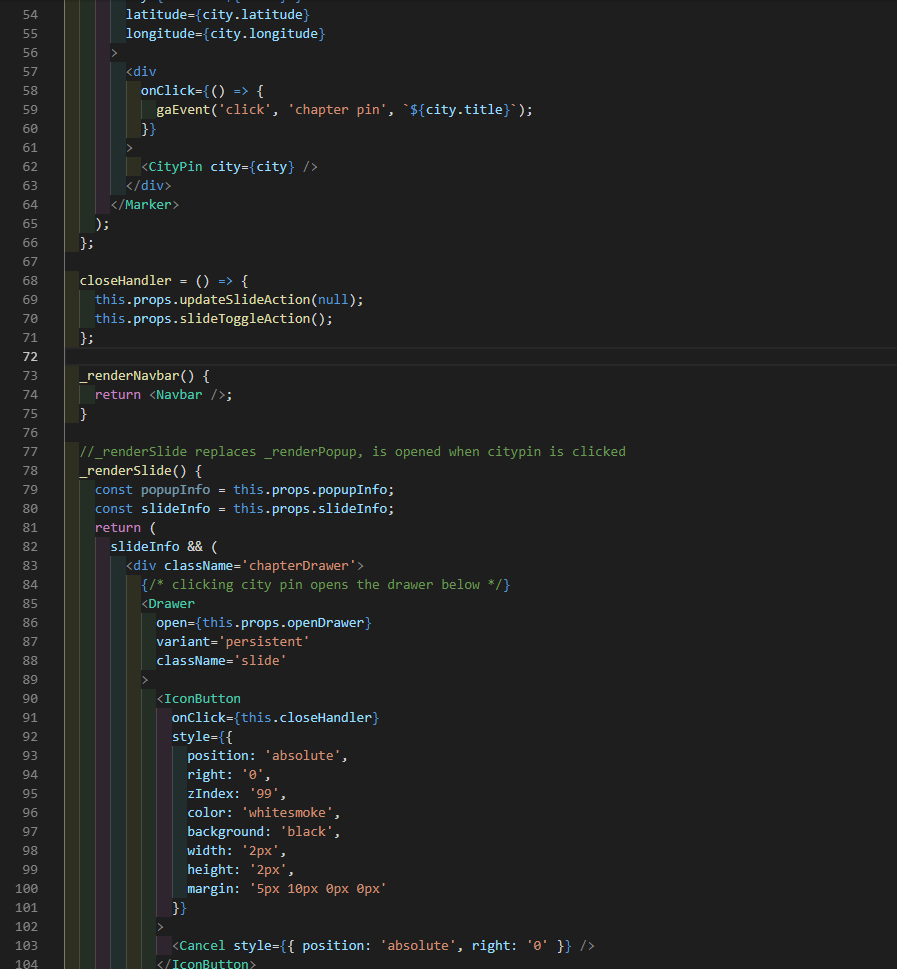 54 latitude={city.latitude}
55 longitude={city.longitude}
56 >
57 <div
58 onClick={() => {
59 gaEvent('click', 'chapter pin', `${city.title}`);
60 }}
61 >
62 <CityPin city={city} />
63 </div>
64 </Marker>
65 );
66 };
67
68 closeHandler = () => {
69 this.props.updateSlideAction(null);
70 this.props.slideToggleAction();
71 };
72
73 _renderNavbar() {
74 return <Navbar />;
75 }
76
77 //_renderSlide replaces _renderPopup, is opened when citypin is clicked
78 _renderSlide() {
79 const popupInfo = this.props.popupInfo;
80 const slideInfo = this.props.slideInfo;
81 return (
82 slideInfo && (
83 <div className='chapterDrawer'>
84 {/* clicking city pin opens the drawer below */}
85 <Drawer
86 open={this.props.openDrawer}
87 variant='persistent'
88 className='slide'
89 >
90 <IconButton
91 onClick={this.closeHandler}
92 style={{
93 position: 'absolute',
94 right: '0',
95 zIndex: '99',
96 color: 'whitesmoke',
97 background: 'black',
98 width: '2px',
99 height: '2px',
100 margin: '5px 10px 0px 0px'
101 }}
102 >
103 <Cancel style={{ position: 'absolute', right: '0' }} />
104 </IconButton>